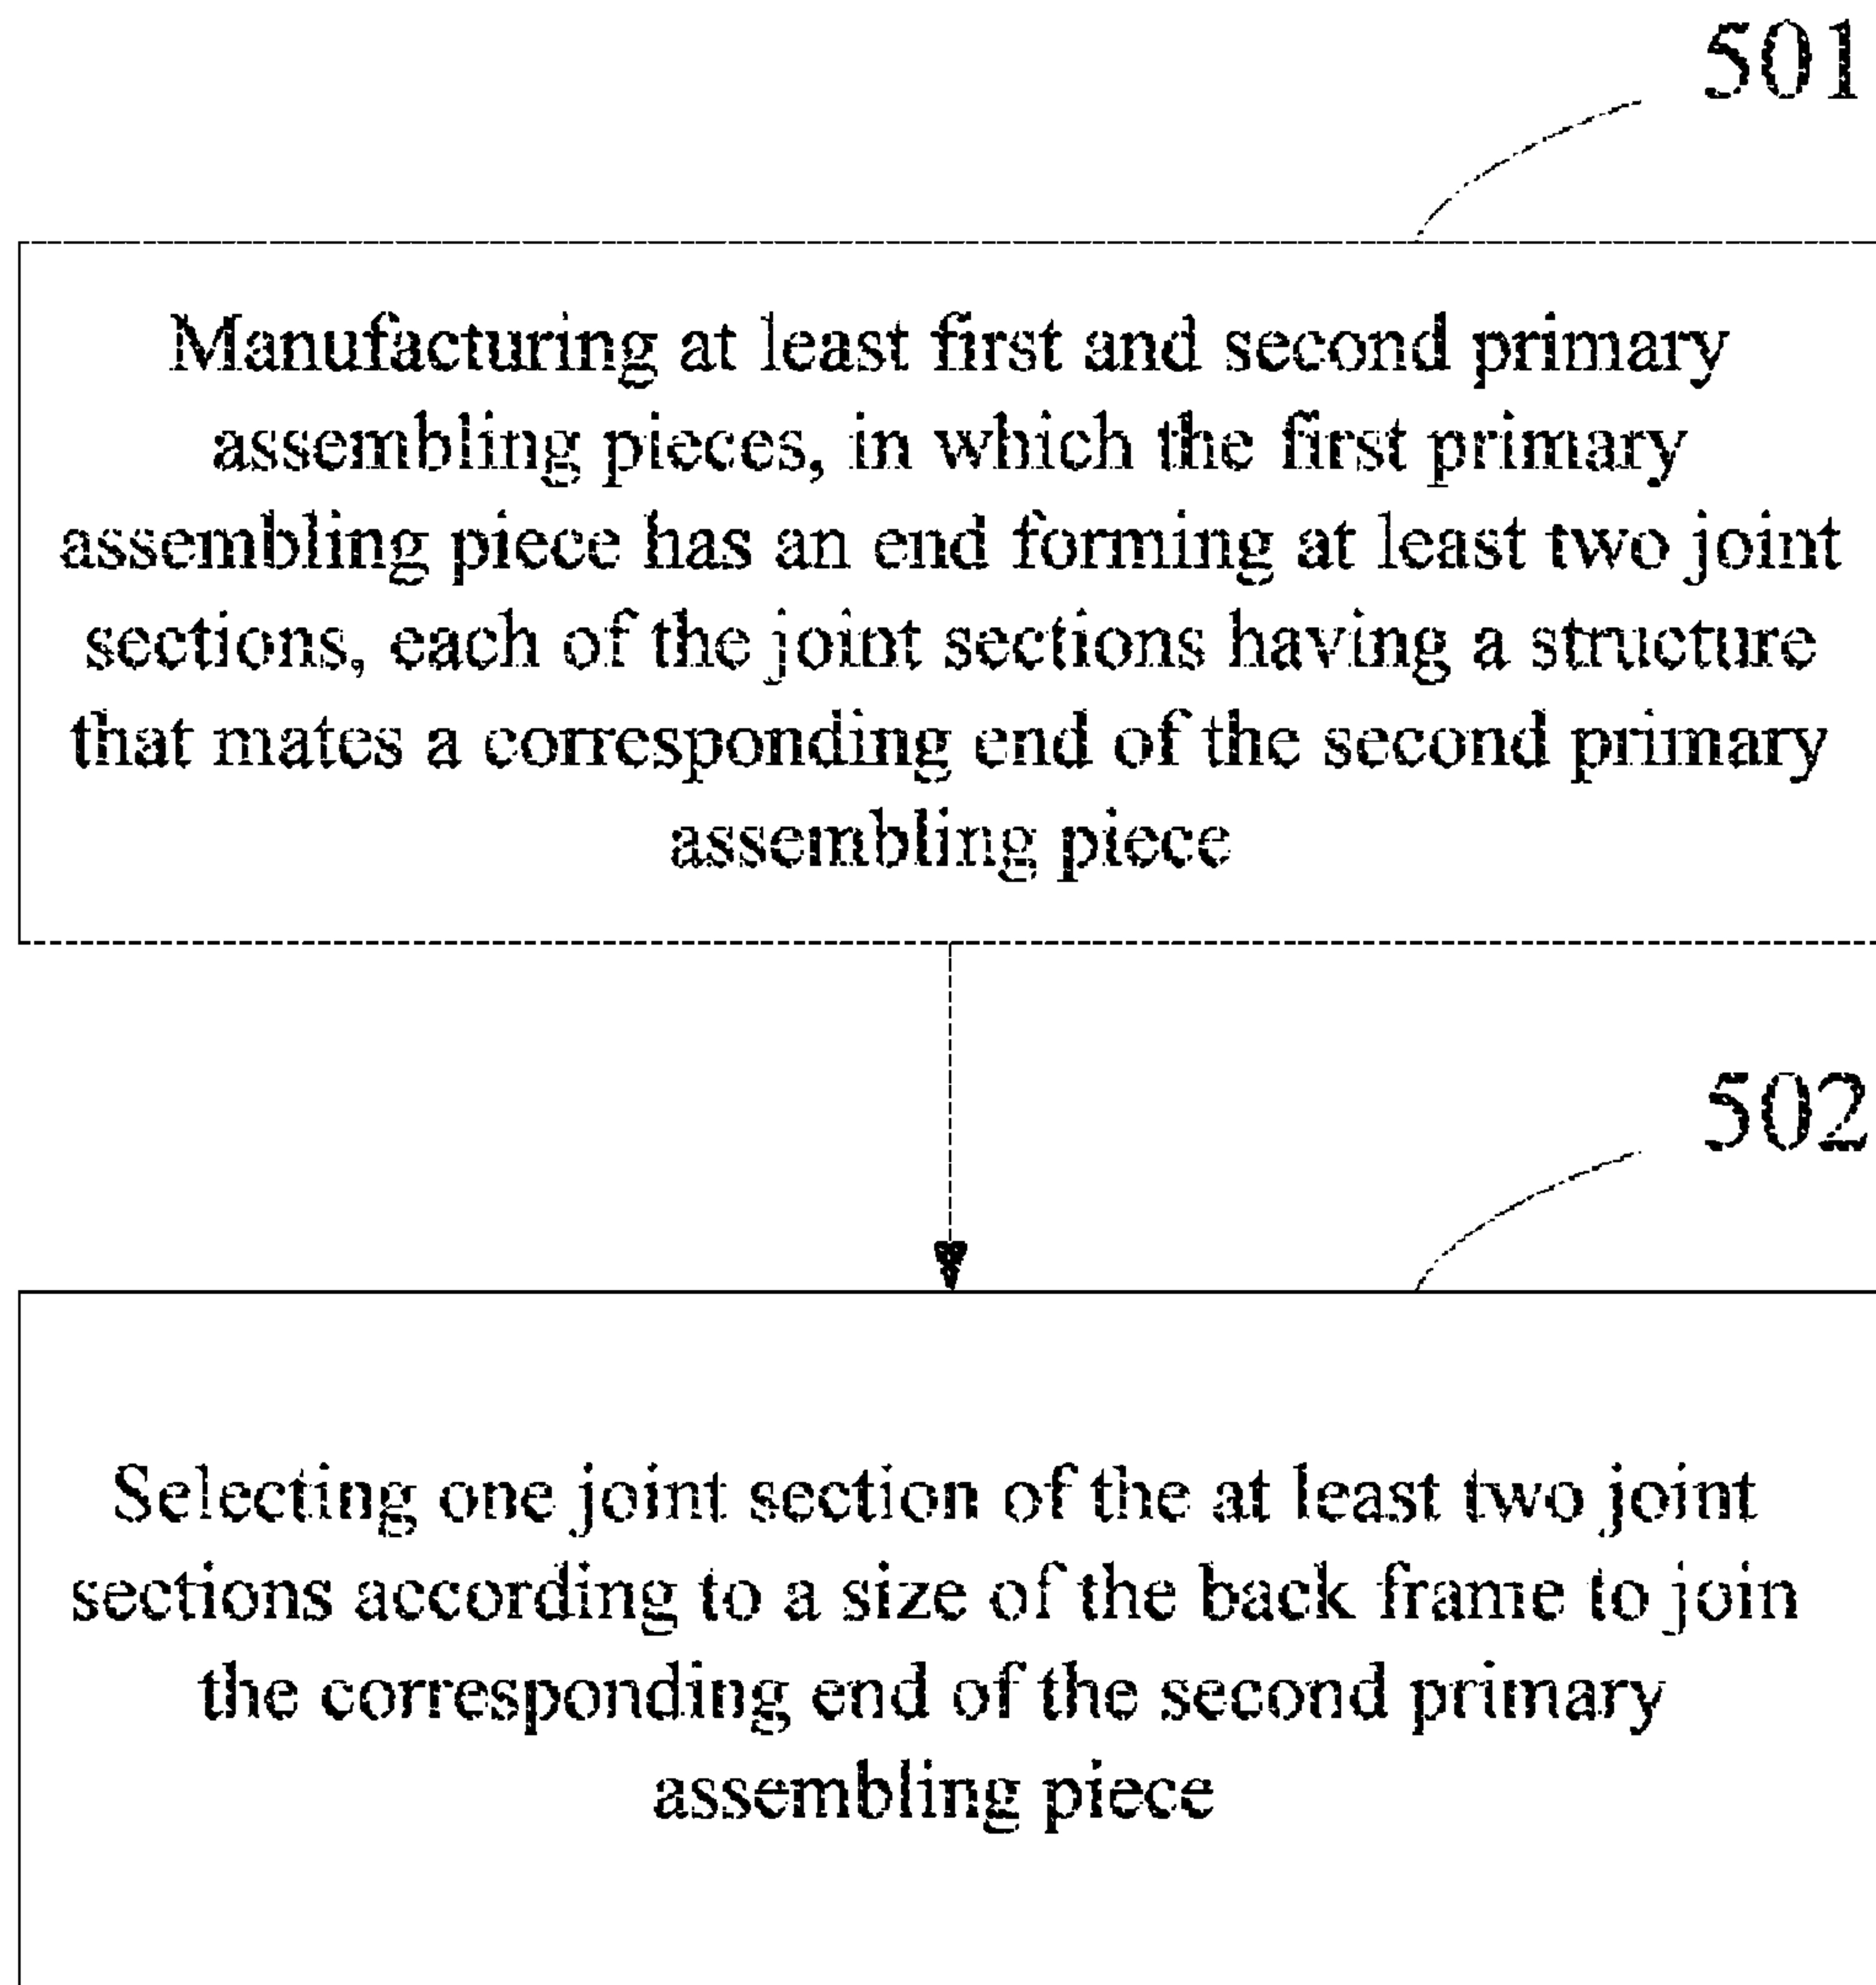 501
Manufacturing at least first and second primary
assembling pieces, in which the first primary
assembling piece has an end forming at least two joint
sections, each of the joint sections having a structure
that mates a corresponding end of the second primary
assembling piece
502
Selecting one joint section of the at least two joint
sections according to a size of the back frame to join
the corresponding end of the second primary
assembling piece